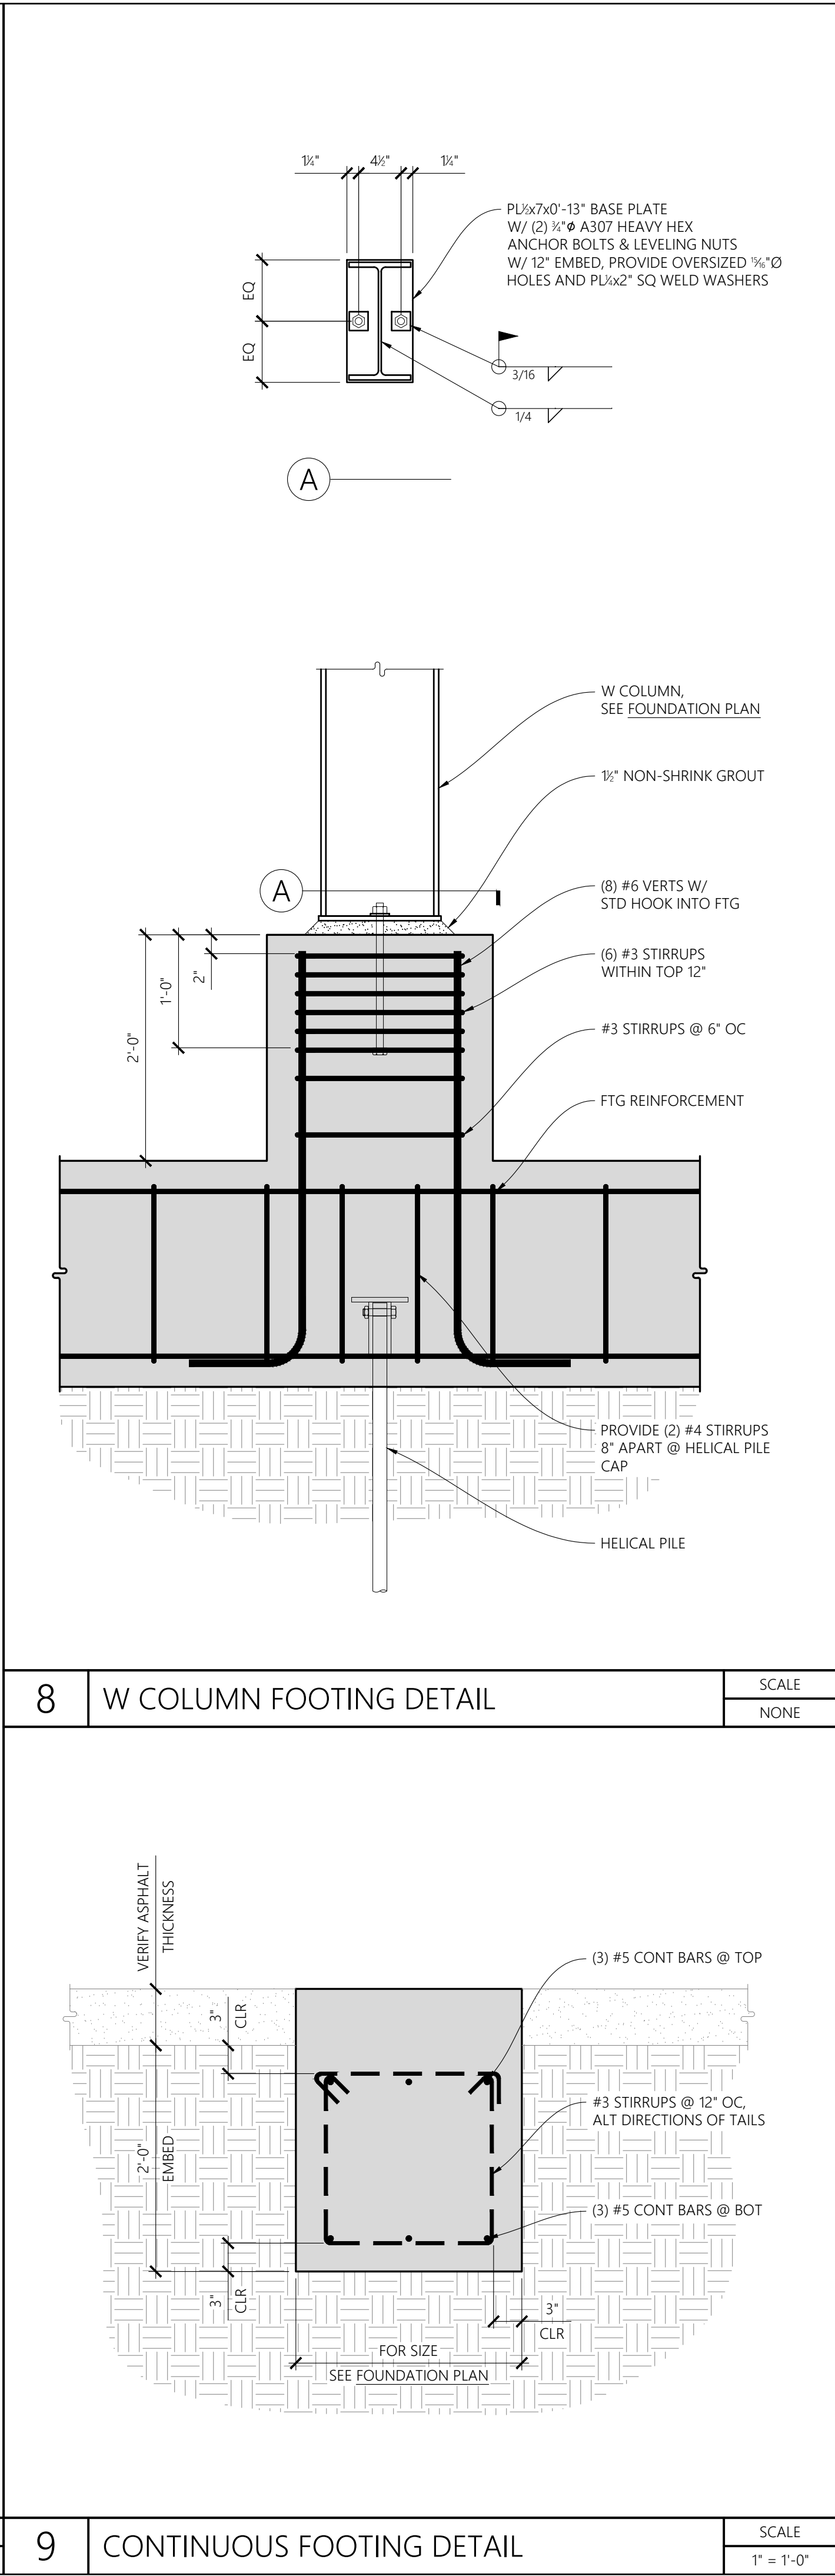 1¼"
4½"
1¼"
PL½x7x0'-13" BASE PLATE
W/ (2) ¾"Ø A307 HEAVY HEX
ANCHOR BOLTS & LEVELING NUTS
W/ 12" EMBED, PROVIDE OVERSIZED 15/16"Ø
HOLES AND PL¼x2" SQ WELD WASHERS
EQ
EQ
3/16
1/4
A
W COLUMN,
SEE FOUNDATION PLAN
1½" NON-SHRINK GROUT
A
(8) #6 VERTS W/
STD HOOK INTO FTG
(6) #3 STIRRUPS
WITHIN TOP 12"
2"
1'-0"
2'-0"
#3 STIRRUPS @ 6" OC
FTG REINFORCEMENT
PROVIDE (2) #4 STIRRUPS
8" APART @ HELICAL PILE
CAP
HELICAL PILE
8
W COLUMN FOOTING DETAIL
SCALE
NONE
VERIFY ASPHALT
THICKNESS
(3) #5 CONT BARS @ TOP
3"
CLR
#3 STIRRUPS @ 12" OC,
ALT DIRECTIONS OF TAILS
2'-0"
EMBED
(3) #5 CONT BARS @ BOT
3"
CLR
3"
CLR
FOR SIZE
SEE FOUNDATION PLAN
9
CONTINUOUS FOOTING DETAIL
SCALE
1" = 1'-0"